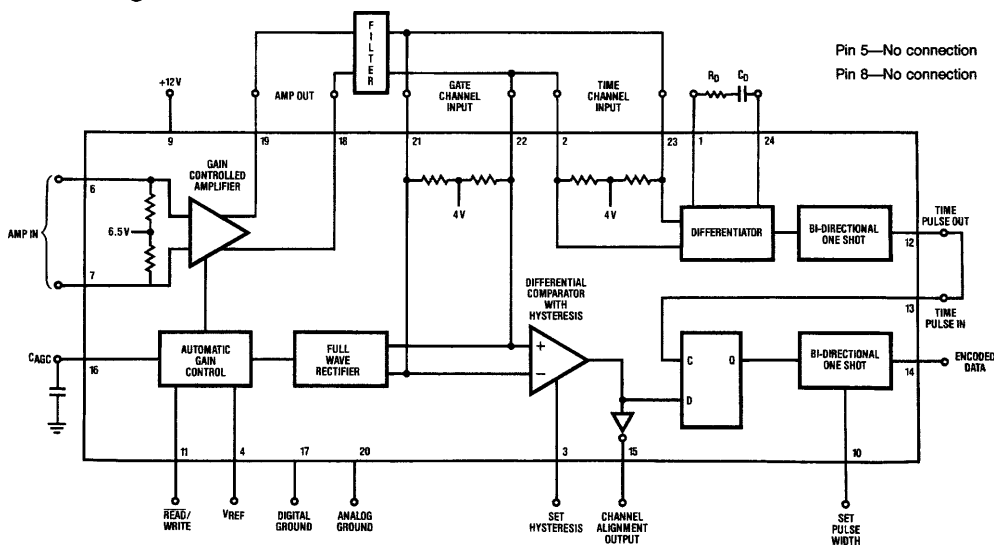 FILTER
Pin 5—No connection
Pin 8—No connection
+12V
AMP OUT
GATE
CHANNEL
INPUT
TIME
CHANNEL
INPUT
RD
CD
9
19
18
21
22
2
23
1
24
6
7
AMP IN
6.5V
GAIN
CONTROLLED
AMPLIFIER
4V
4V
DIFFERENTIATOR
BI-DIRECTIONAL
ONE SHOT
12
TIME
PULSE OUT
13
TIME
PULSE IN
DIFFERENTIAL
COMPARATOR
WITH
HYSTERESIS
CAGC
16
AUTOMATIC
GAIN
CONTROL
FULL
WAVE
RECTIFIER
+
−
C
Q
D
BI-DIRECTIONAL
ONE SHOT
14
ENCODED
DATA
11
4
17
20
3
15
10
READ/
WRITE
VREF
DIGITAL
GROUND
ANALOG
GROUND
SET
HYSTERESIS
CHANNEL
ALIGNMENT
OUTPUT
SET
PULSE
WIDTH